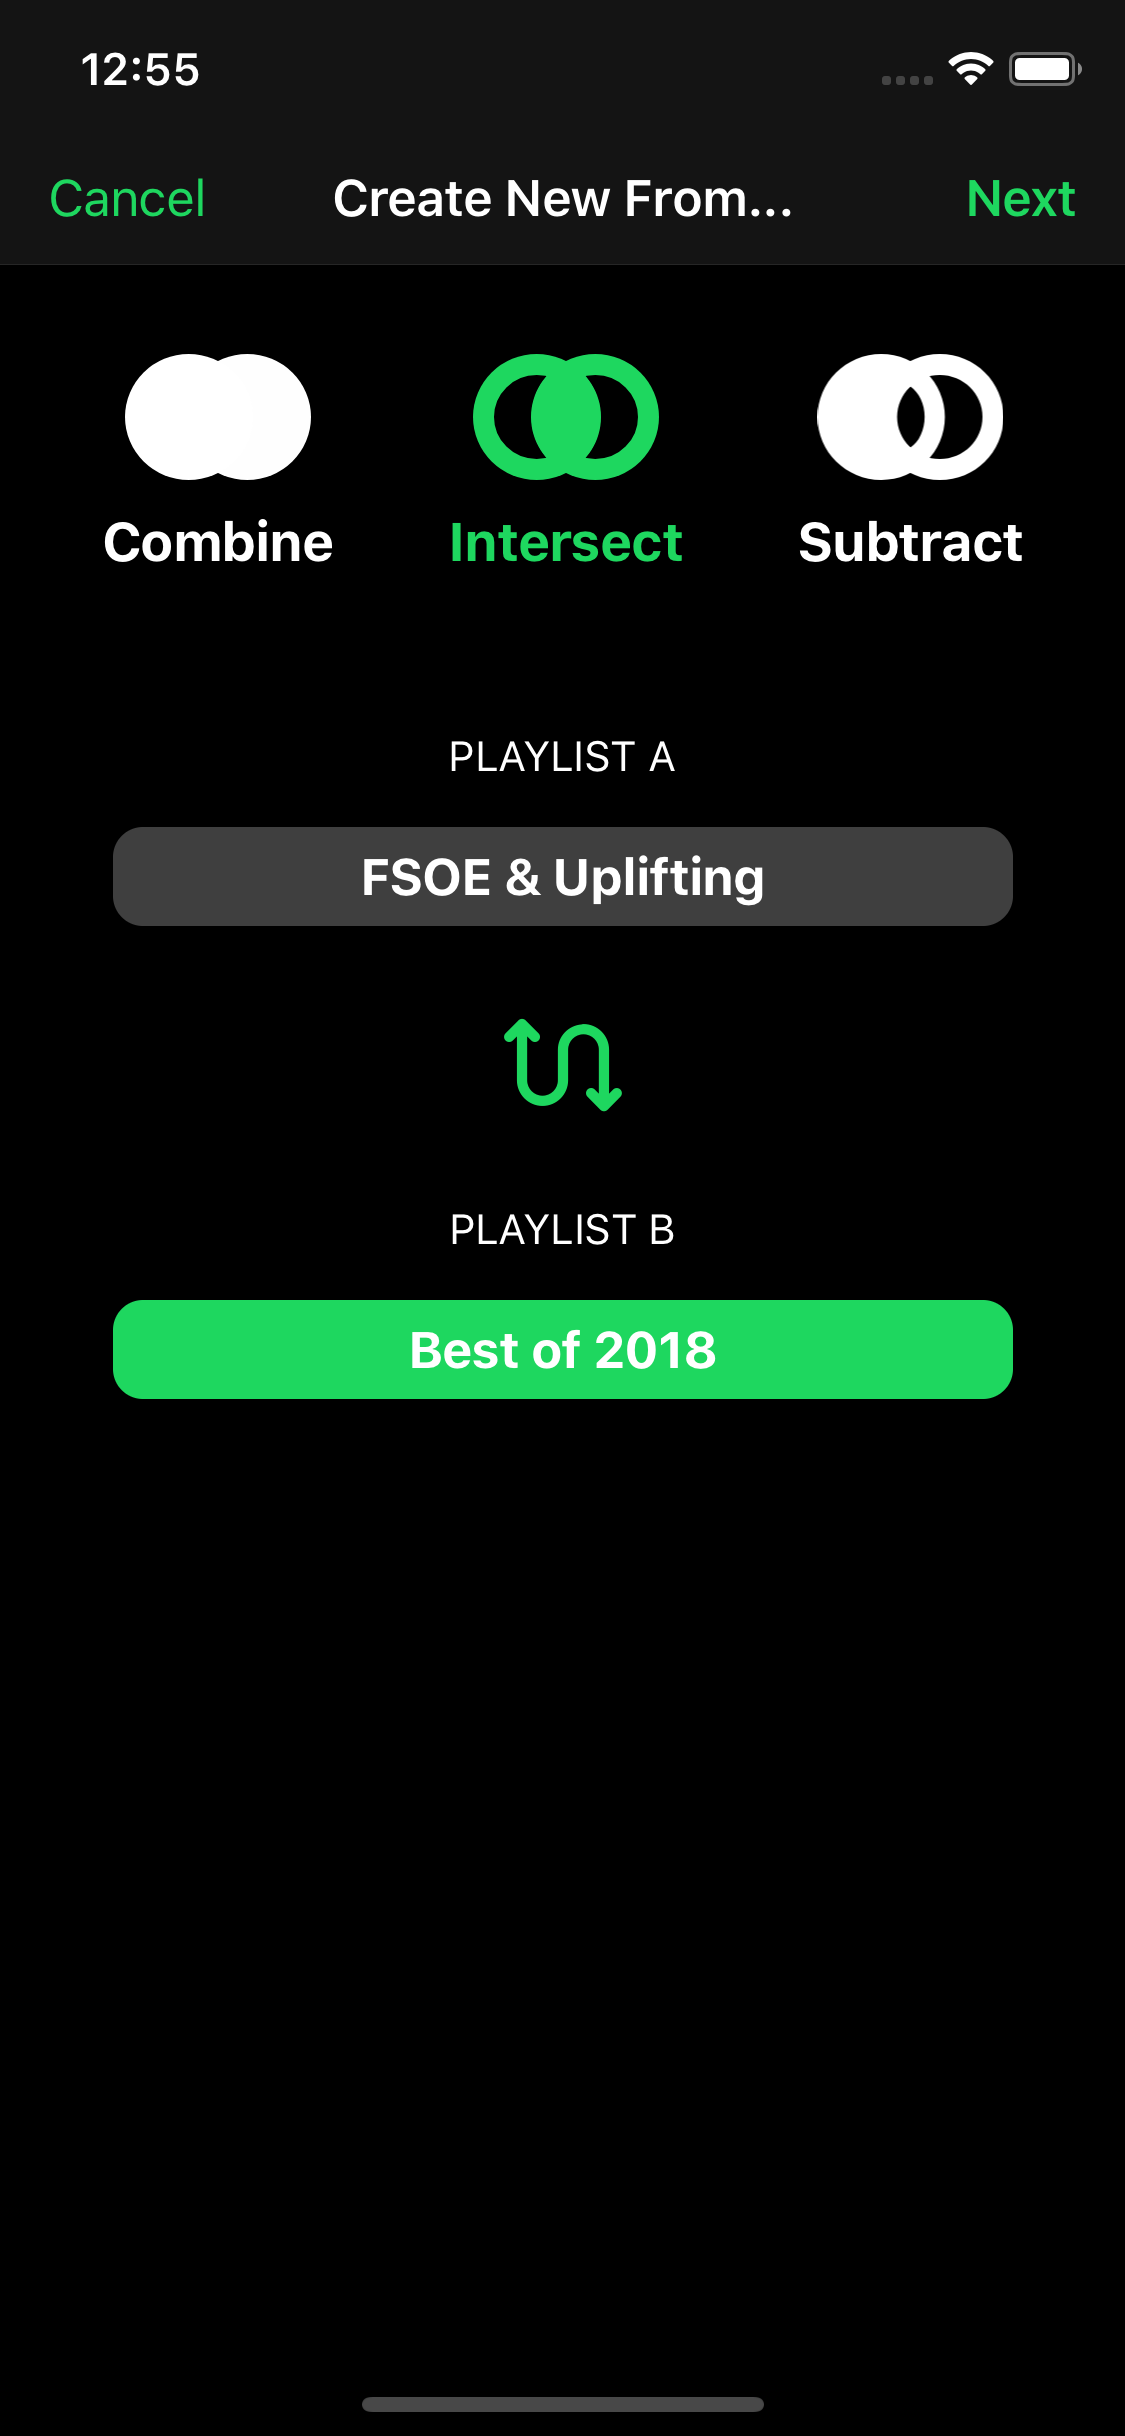 12:55
Cancel
Create New From...
Next
Combine
Intersect
Subtract
PLAYLIST A
FSOE & Uplifting
PLAYLIST B
Best of 2018